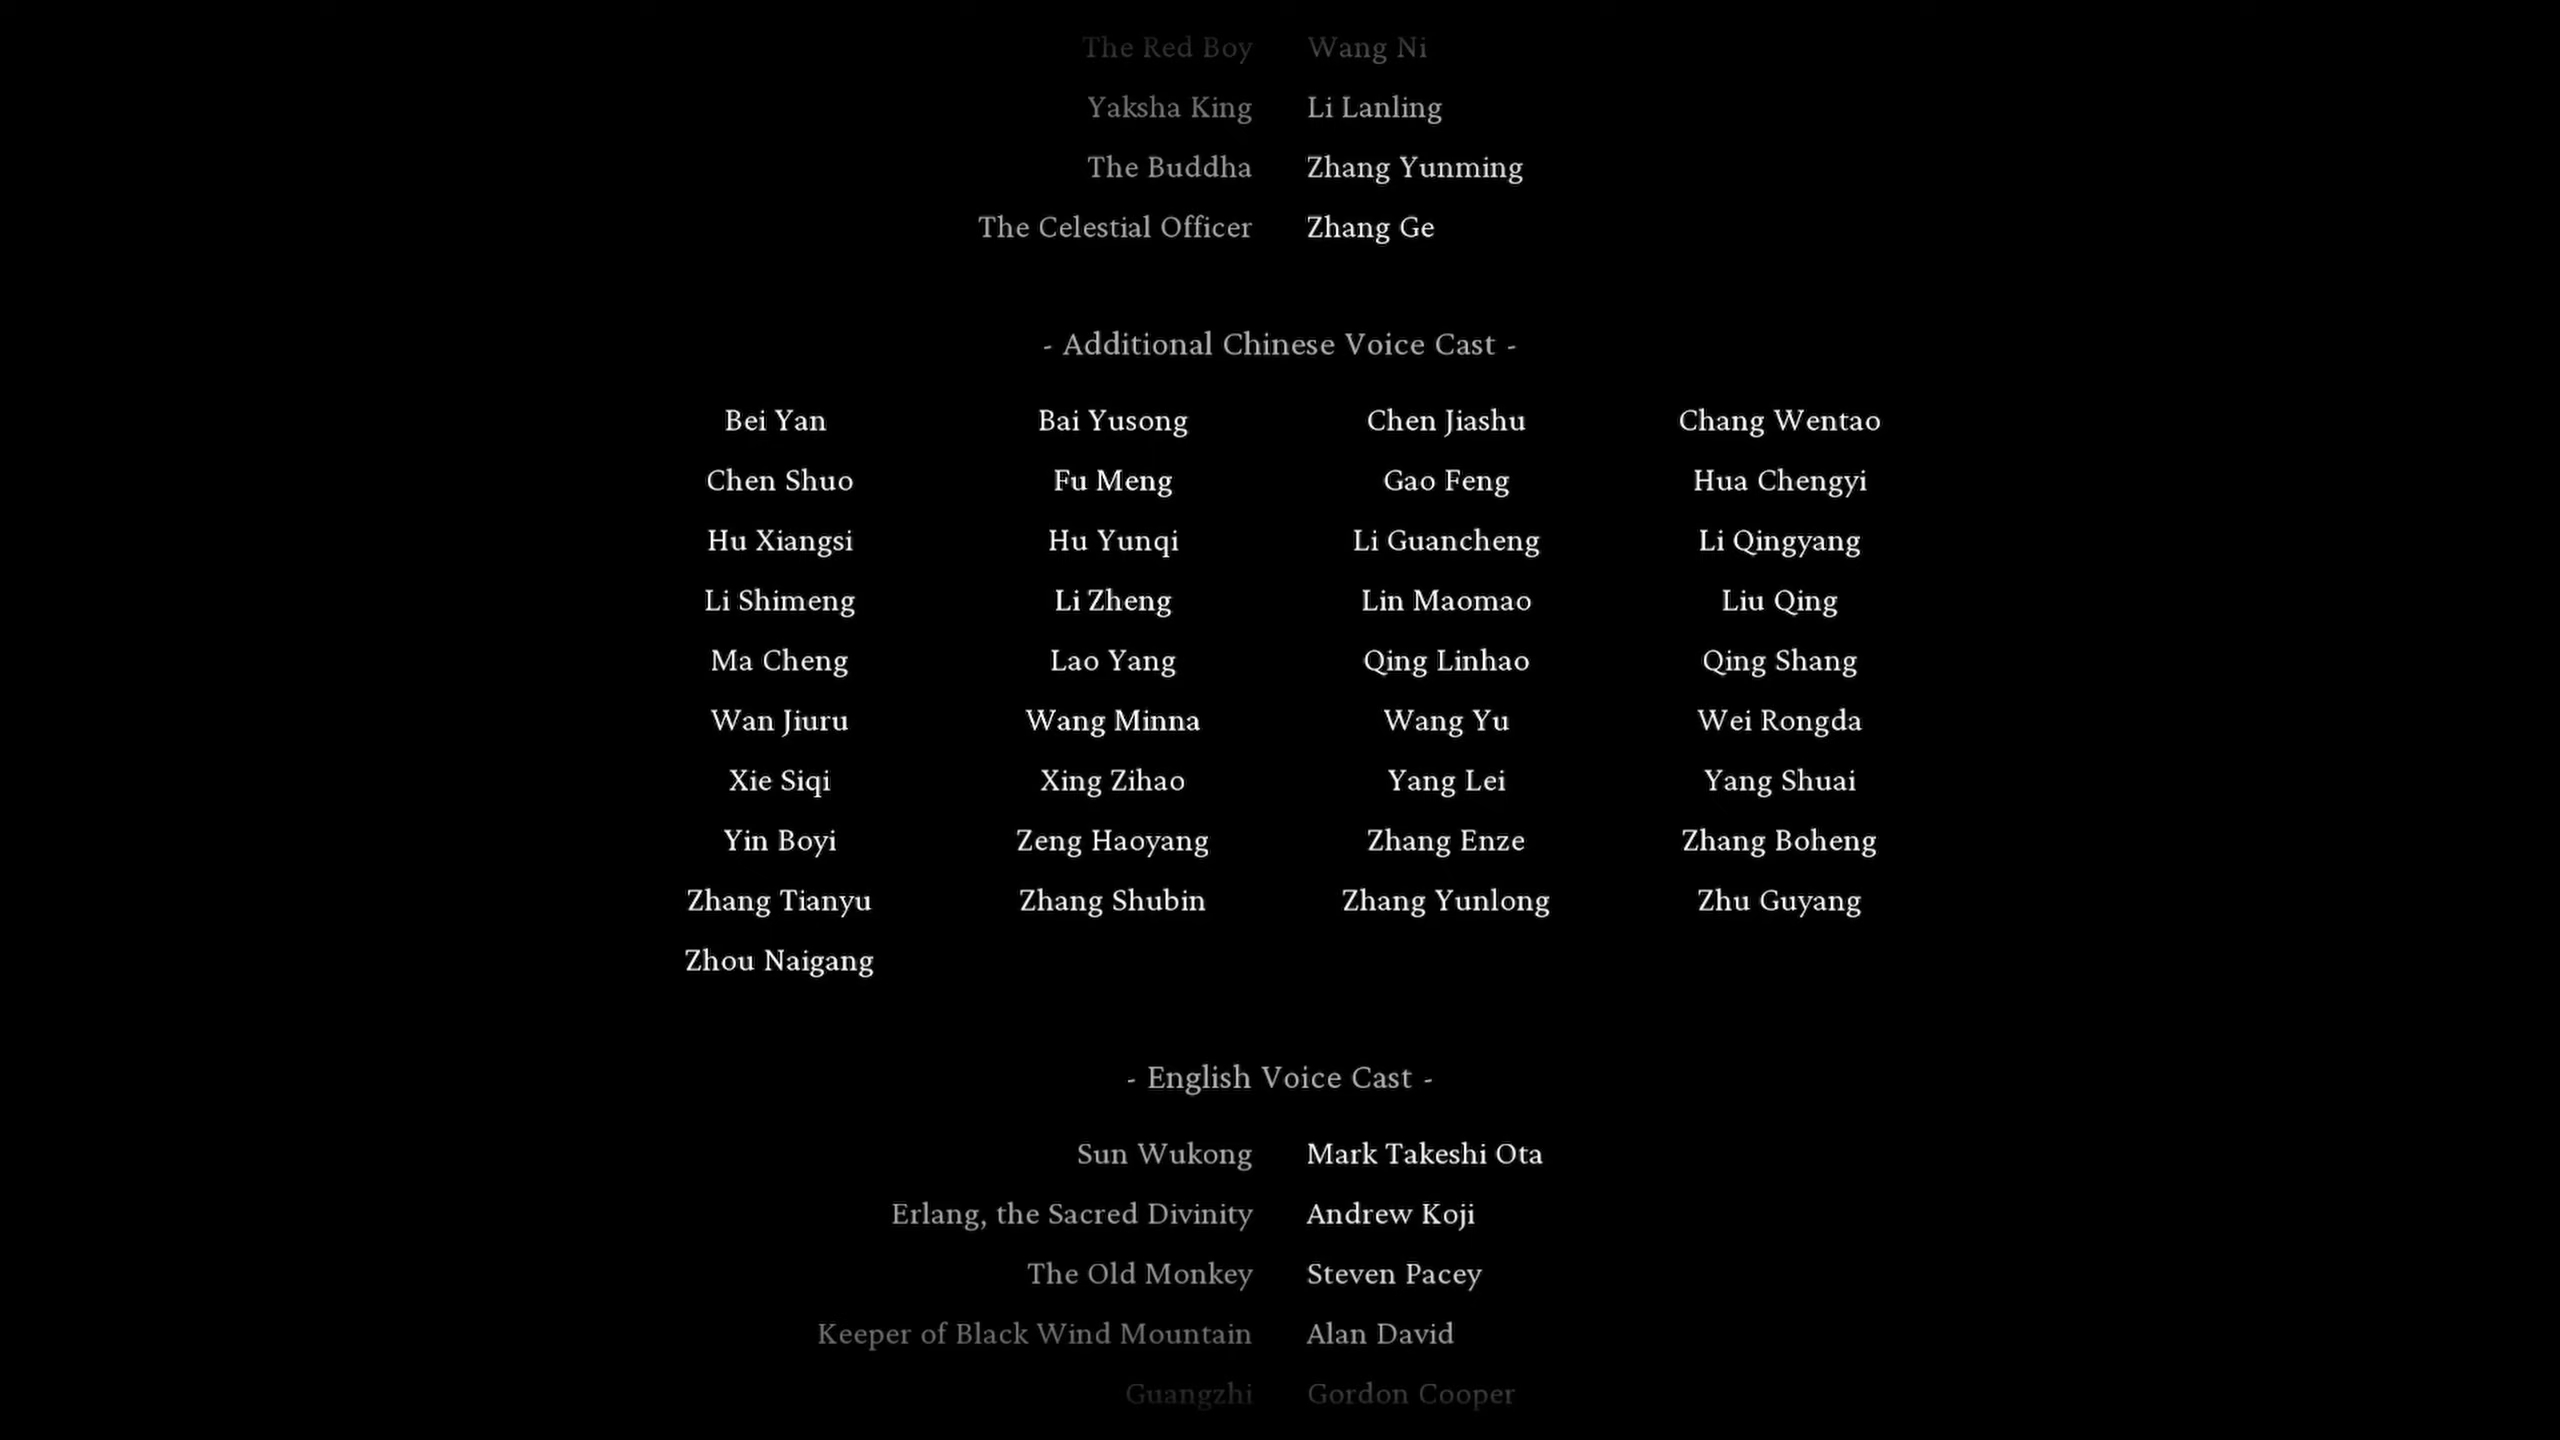 The Red Boy Wang Ni
Yaksha King Li Lanling
The Buddha Zhang Yunming
The Celestial Officer Zhang Ge
- Additional Chinese Voice Cast -
Bei Yan Bai Yusong Chen Jiashu Chang Wentao
Chen Shuo Fu Meng Gao Feng Hua Chengyi
Hu Xiangsi Hu Yunqi Li Guancheng Li Qingyang
Li Shimeng Li Zheng Lin Maomao Liu Qing
Ma Cheng Lao Yang Qing Linhao Qing Shang
Wan Jiuru Wang Minna Wang Yu Wei Rongda
Xie Siqi Xing Zihao Yang Lei Yang Shuai
Yin Boyi Zeng Haoyang Zhang Enze Zhang Boheng
Zhang Tianyu Zhang Shubin Zhang Yunlong Zhu Guyang
Zhou Naigang
- English Voice Cast -
Sun Wukong Mark Takeshi Ota
Erlang, the Sacred Divinity Andrew Koji
The Old Monkey Steven Pacey
Keeper of Black Wind Mountain Alan David
Guangzhi Gordon Cooper